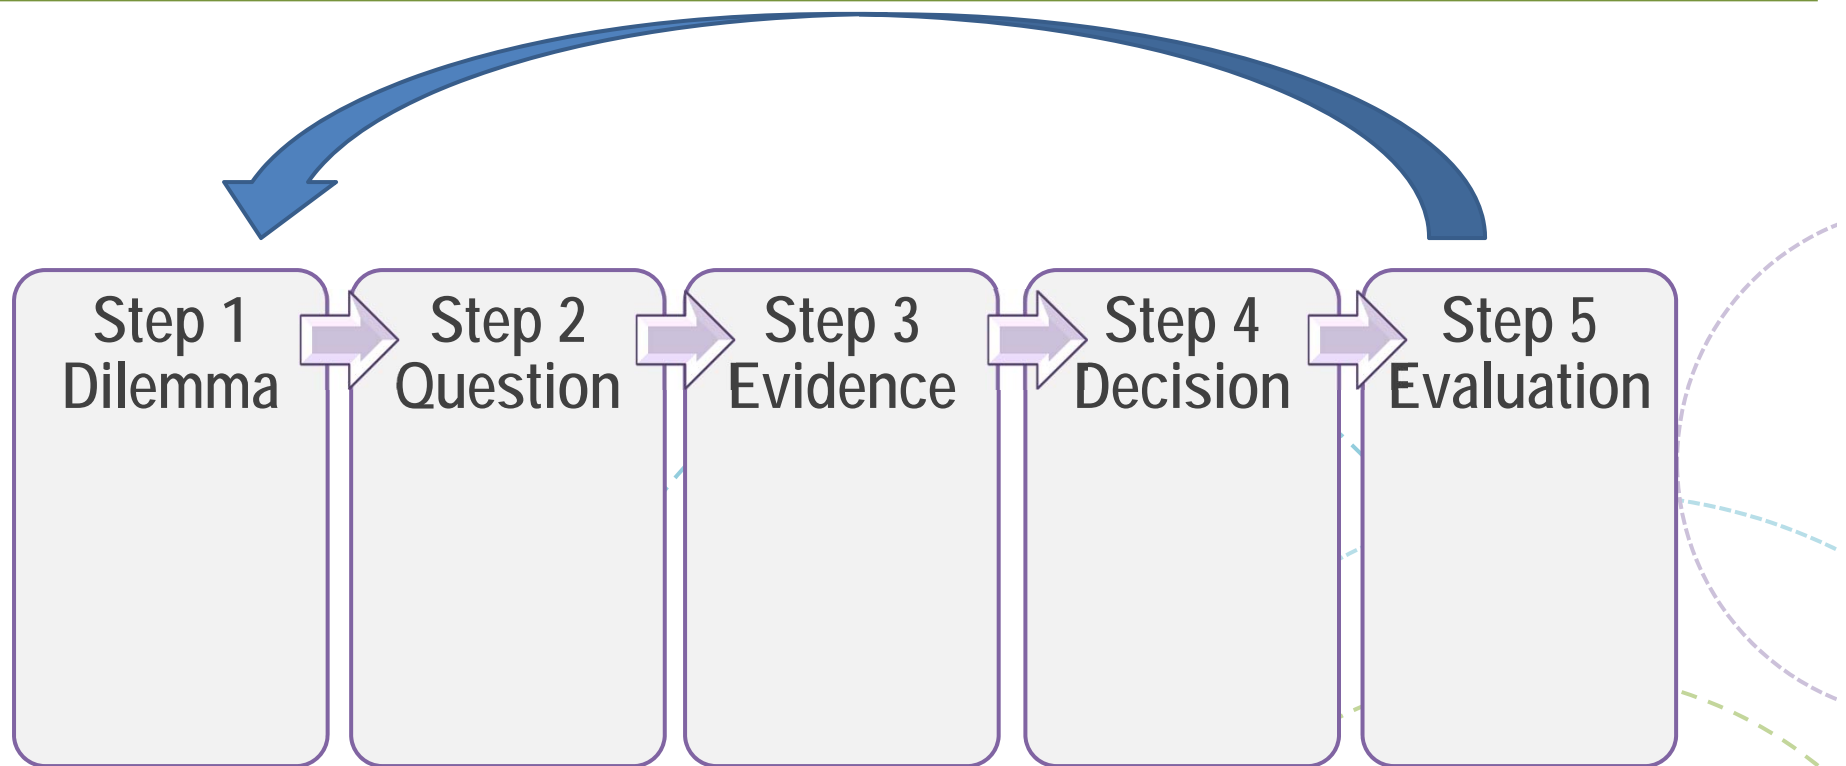 Step 1
Dilemma
Step 2
Question
Step 3
Evidence
Step 4
Decision
Step 5
Evaluation